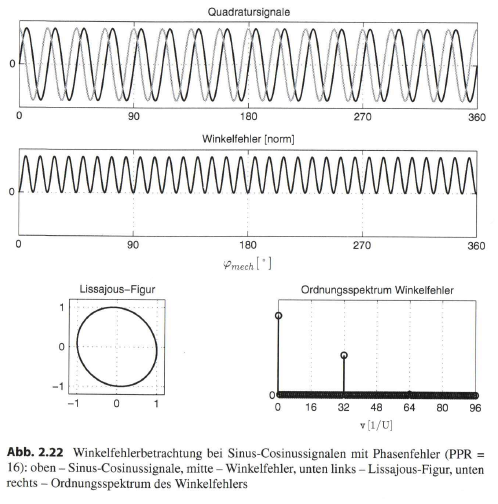 Quadratursignale
0
0 90 180 270 360
Winkelfehler [norm]
0
0 90 180 270 360
φmech[°]
Lissajous–Figur
1
0
−1
−1 0 1
Ordnungsspektrum Winkelfehler
0 16 32 48 64 80 96
v [1/U]
Abb. 2.22 Winkelfehlerbetrachtung bei Sinus-Cosinussignalen mit Phasenfehler (PPR =
16): oben – Sinus-Cosinussignale, mitte – Winkelfehler, unten links – Lissajous-Figur, unten
rechts – Ordnungsspektrum des Winkelfehlers